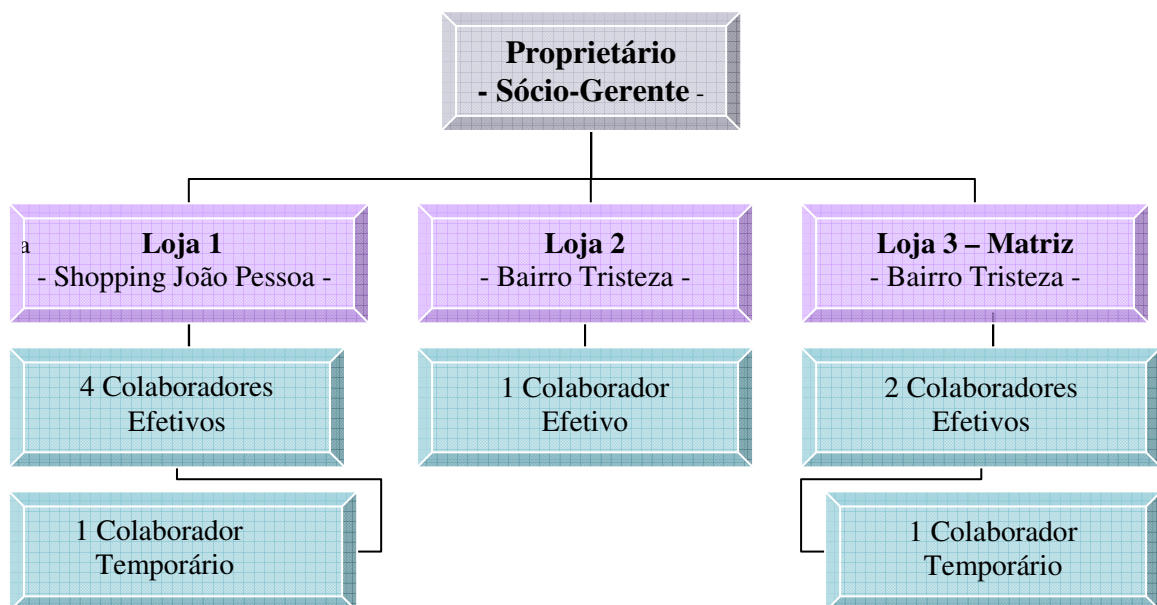 Proprietário
- Sócio-Gerente -
a
Loja 1
- Shopping João Pessoa -
Loja 2
- Bairro Tristeza -
Loja 3 – Matriz
- Bairro Tristeza -
4 Colaboradores
Efetivos
1 Colaborador
Efetivo
2 Colaboradores
Efetivos
1 Colaborador
Temporário
1 Colaborador
Temporário